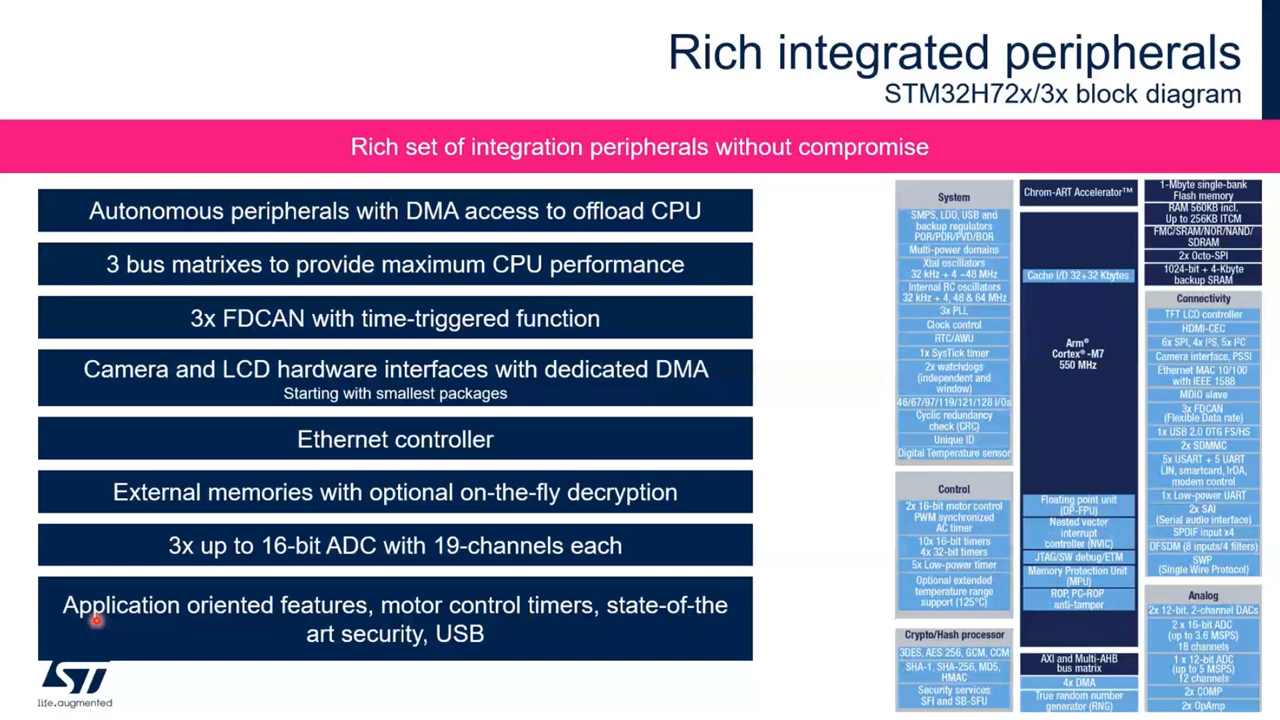 Rich integrated peripherals
STM32H72x/3x block diagram
Rich set of integration peripherals without compromise
Autonomous peripherals with DMA access to offload CPU
3 bus matrixes to provide maximum CPU performance
3x FDCAN with time-triggered function
Camera and LCD hardware interfaces with dedicated DMA
Starting with smallest packages
Ethernet controller
External memories with optional on-the-fly decryption
3x up to 16-bit ADC with 19-channels each
Application oriented features, motor control timers, state-of-the
art security, USB
ST
life.augmented
System
SMPS, LDO, USB and
backup regulators
POR/PDR/PVD/BOR
Multi-power domains
Xtal oscillators
32 kHz + 4 –48 MHz
Internal RC oscillators
32 kHz + 4, 48 & 64 MHz
3x PLL
Clock control
RTC/AWU
1x SysTick timer
2x watchdogs
(independent and
window)
46/67/97/119/121/128 I/Os
Cyclic redundancy
check (CRC)
Unique ID
Digital Temperature sensor
Control
2x 16-bit motor control
PWM synchronized
AC timer
10x 16-bit timers
4x 32-bit timers
5x Low-power timer
Optional extended
temperature range
support (125°C)
Crypto/Hash processor
3DES, AES 256, GCM, CCM
SHA-1, SHA-256, MD5,
HMAC
Security services
SFI and SB-SFU
Chrom-ART Accelerator™
Cache I/D 32+32 Kbytes
Arm®
Cortex® -M7
550 MHz
Floating point unit
(DP-FPU)
Nested vector
interrupt
controller (NVIC)
JTAG/SW debug/ETM
Memory Protection Unit
(MPU)
ROP, PC-ROP
anti-tamper
AXI and Multi-AHB
bus matrix
4x DMA
True random number
generator (RNG)
1-Mbyte single-bank
Flash memory
RAM 560KB incl.
Up to 256KB ITCM
FMC/SRAM/NOR/NAND/
SDRAM
2x Octo-SPI
1024-bit + 4-Kbyte
backup SRAM
Connectivity
TFT LCD controller
HDMI-CEC
6x SPI, 4x I²S, 5x I²C
Camera interface, PSSI
Ethernet MAC 10/100
with IEEE 1588
MDIO slave
3x FDCAN
(Flexible Data rate)
1x USB 2.0 OTG FS/HS
2x SDMMC
5x USART + 5 UART
LIN, smartcard, IrDA,
modem control
1x Low-power UART
2x SAI
(Serial audio interface)
SPDIF input x4
DFSDM (8 inputs/4 filters)
SWP
(Single Wire Protocol)
Analog
2x 12-bit, 2-channel DACs
2 x 16-bit ADC
(up to 3.6 MSPS)
18 channels
1 x 12-bit ADC
(up to 5 MSPS)
12 channels
2x COMP
2x OpAmp